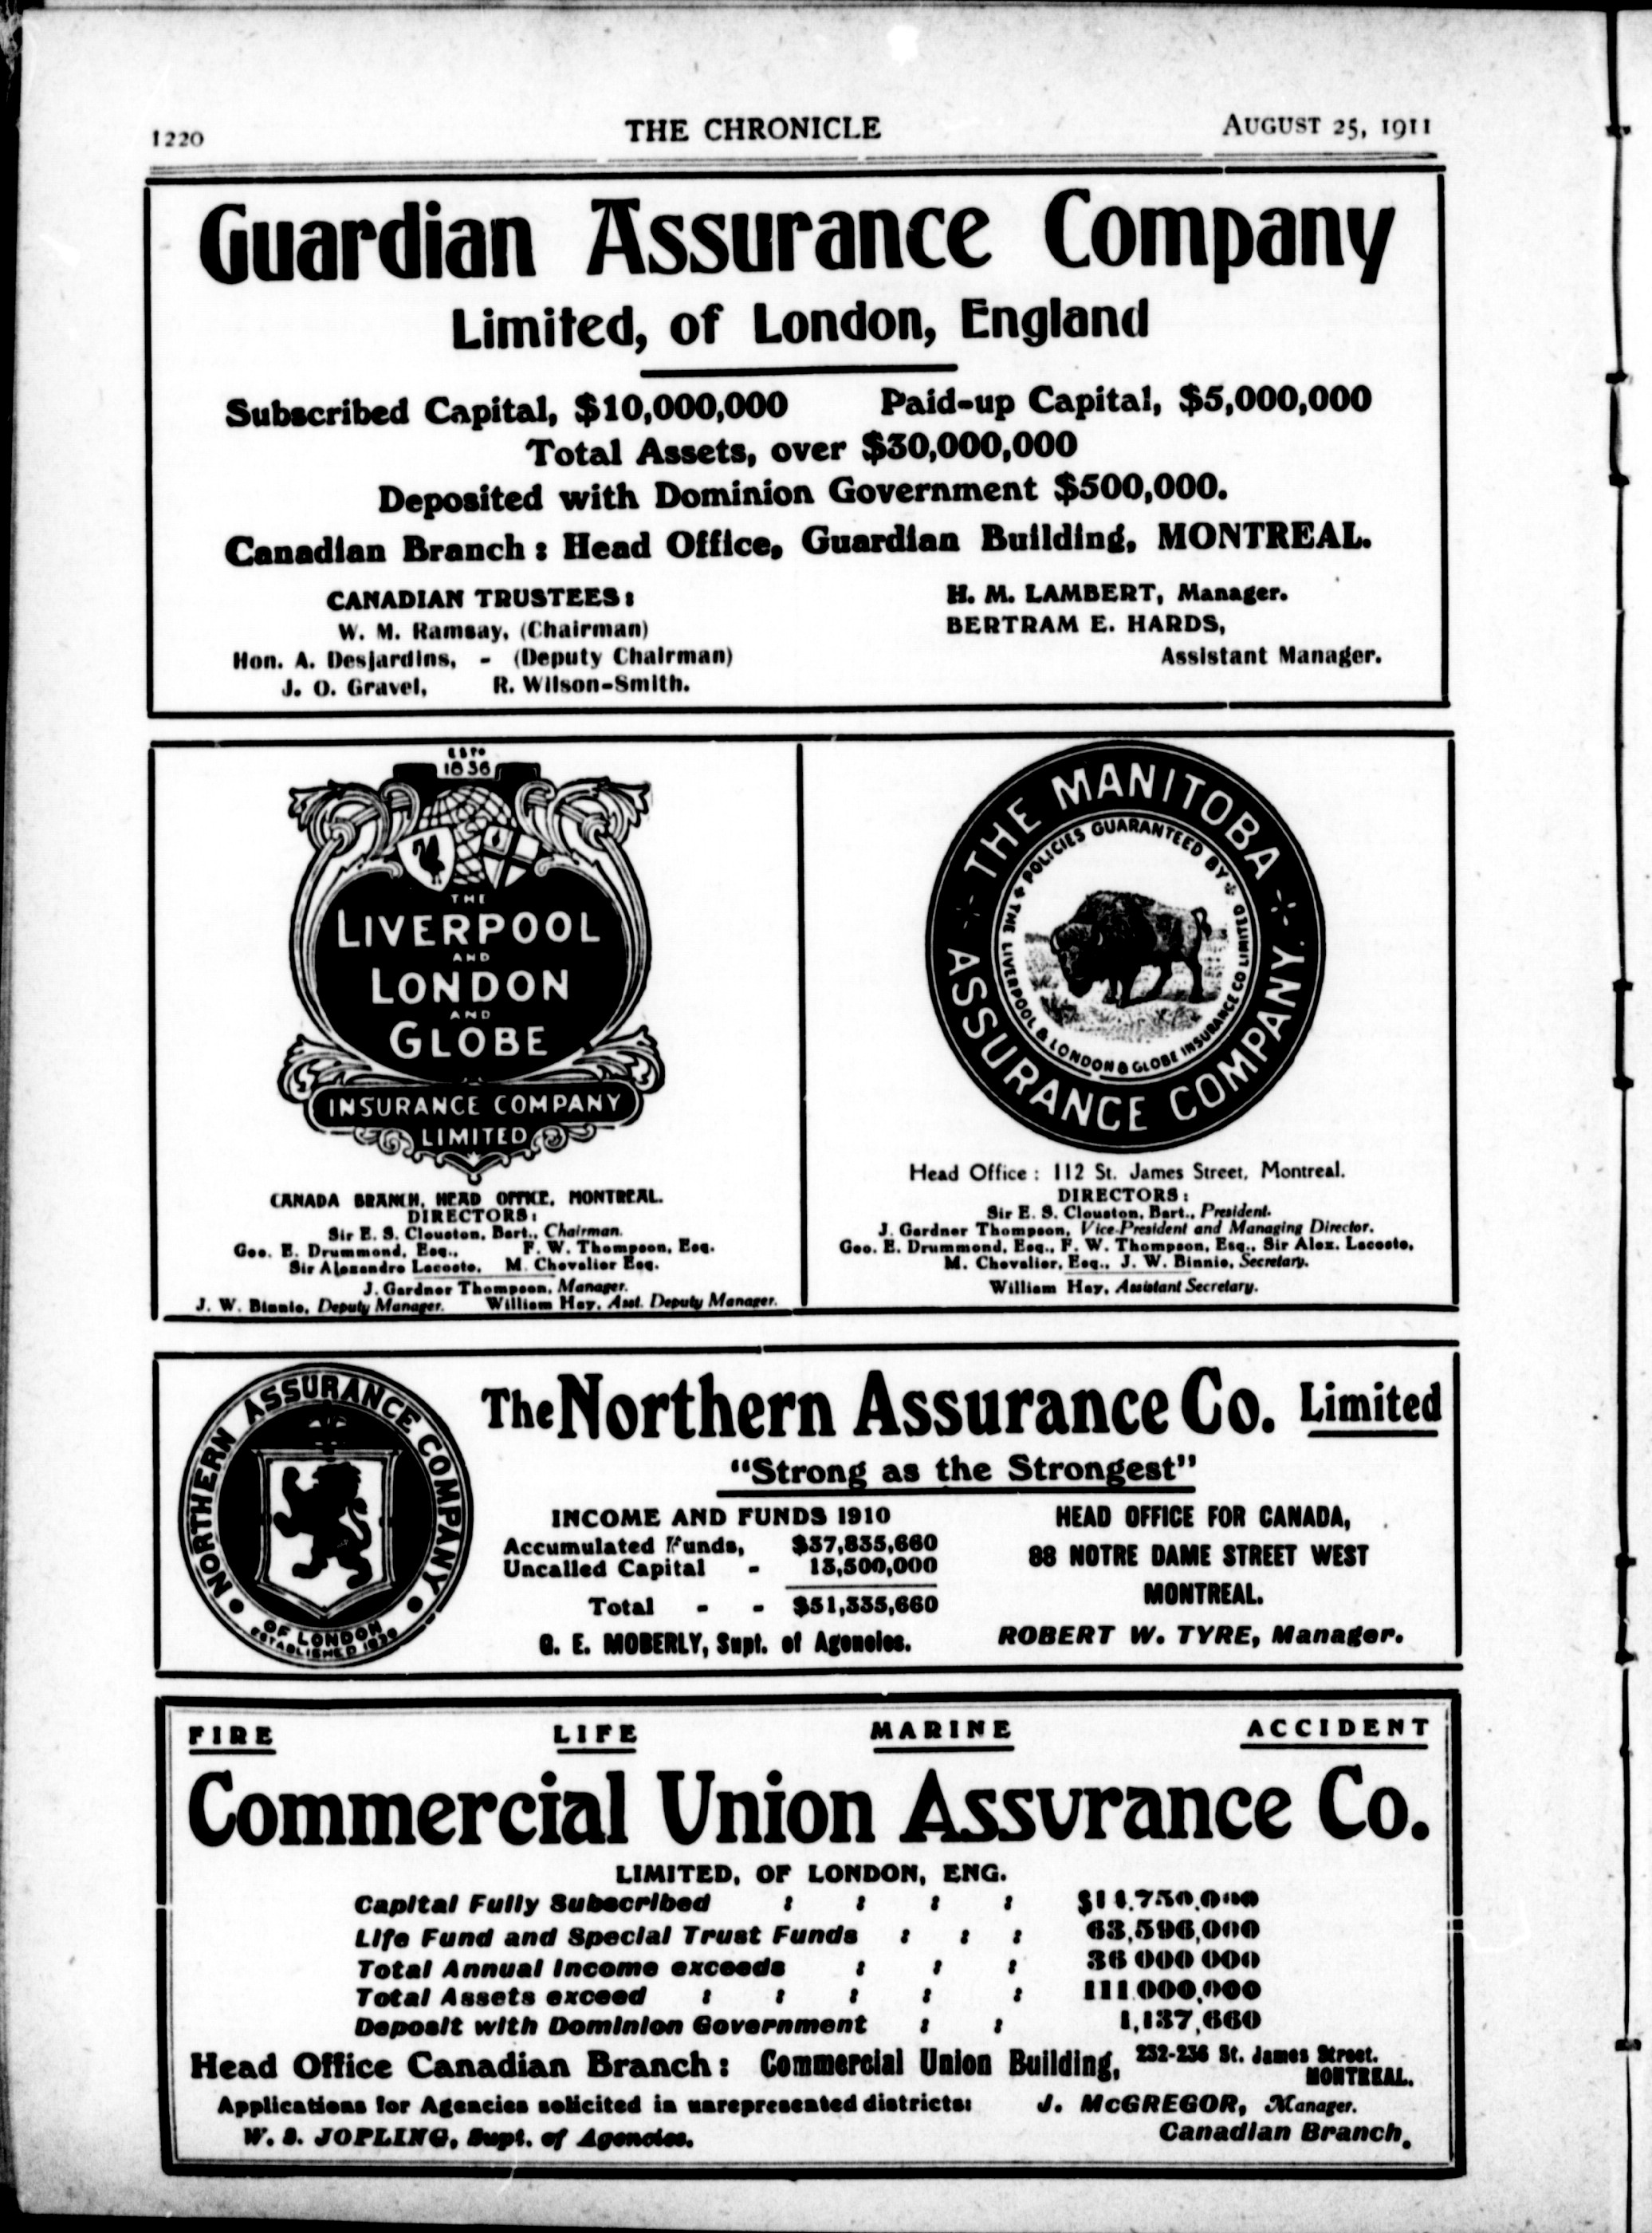 1220 THE CHRONICLE AUGUST 25, 1911
Guardian Assurance Company
Limited, of London, England
Subscribed Capital, $10,000,000 Paid-up Capital, $5,000,000
Total Assets, over $30,000,000
Deposited with Dominion Government $500,000.
Canadian Branch : Head Office, Guardian Building, MONTREAL.
CANADIAN TRUSTEES:
W. M. Ramsay, (Chairman)
Hon. A. Desjardins, - (Deputy Chairman)
J. O. Gravel, R. Wilson-Smith.
H. M. LAMBERT, Manager.
BERTRAM E. HARDS,
Assistant Manager.
ESTD
1836
THE
LIVERPOOL
AND
LONDON
AND
GLOBE
INSURANCE COMPANY
LIMITED
CANADA BRANCH, HEAD OFFICE, MONTREAL.
DIRECTORS:
Sir E. S. Clouston, Bart., Chairman.
Geo. E. Drummond, Esq., F. W. Thompson, Esq.
Sir Alexandre Lacoste, M. Chevalier Esq.
J. Gardner Thompson, Manager.
J. W. Binnie, Deputy Manager. William Hay, Asst. Deputy Manager.
THE MANITOBA
ASSURANCE COMPANY.
POLICIES GUARANTEED BY
THE LIVERPOOL & LONDON & GLOBE INSURANCE CO LIMITED
Head Office : 112 St. James Street, Montreal.
DIRECTORS:
Sir E. S. Clouston, Bart., President.
J. Gardner Thompson, Vice-President and Managing Director.
Geo. E. Drummond, Esq., F. W. Thompson, Esq., Sir Alex. Lacoste,
M. Chevalier, Esq., J. W. Binnie, Secretary.
William Hay, Assistant Secretary.
NORTHERN ASSURANCE COMPANY
OF LONDON
ESTABLISHED 1836
The Northern Assurance Co. Limited
"Strong as the Strongest"
INCOME AND FUNDS 1910
Accumulated Funds, $37,835,660
Uncalled Capital - 13,500,000
Total - - $51,335,660
G. E. MOBERLY, Supt. of Agencies.
HEAD OFFICE FOR CANADA,
88 NOTRE DAME STREET WEST
MONTREAL.
ROBERT W. TYRE, Manager.
FIRE LIFE MARINE ACCIDENT
Commercial Union Assurance Co.
LIMITED, OF LONDON, ENG.
Capital Fully Subscribed : : : : $14,750,000
Life Fund and Special Trust Funds : : : 63,596,000
Total Annual Income exceeds : : : 36 000 000
Total Assets exceed : : : : : 111.000,000
Deposit with Dominion Government : : 1,137,660
Head Office Canadian Branch: Commercial Union Building, 232-236 St. James Street.
MONTREAL.
Applications for Agencies solicited in unrepresented districts: J. McGREGOR, Manager.
W. S. JOPLING, Supt. of Agencies. Canadian Branch.